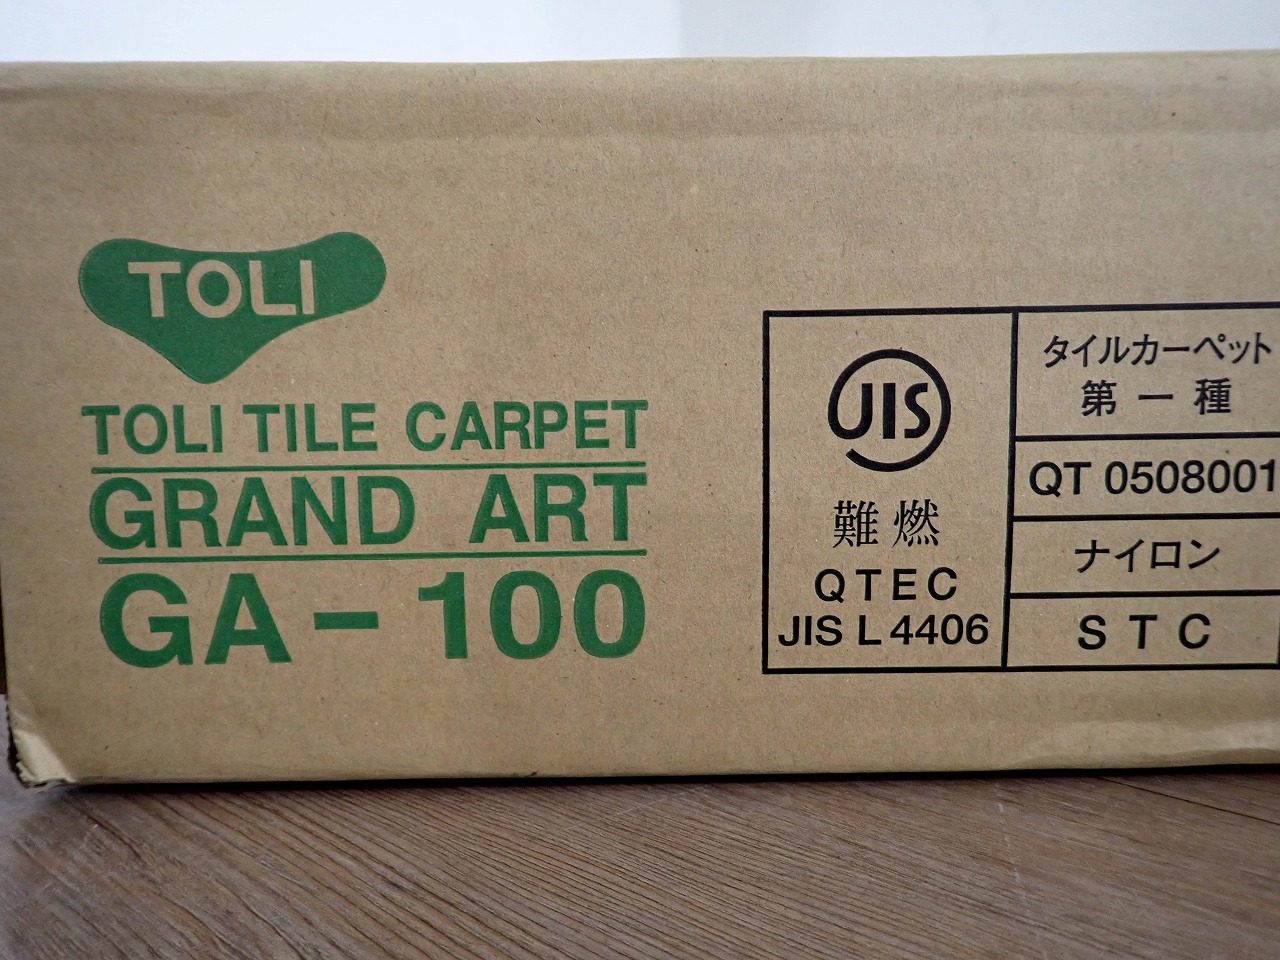 TOLI
TOLI TILE CARPET
GRAND ART
GA-100
JIS
難燃
QTEC
JIS L 4406
タイルカーペット
第一種
QT 0508001
ナイロン
STC